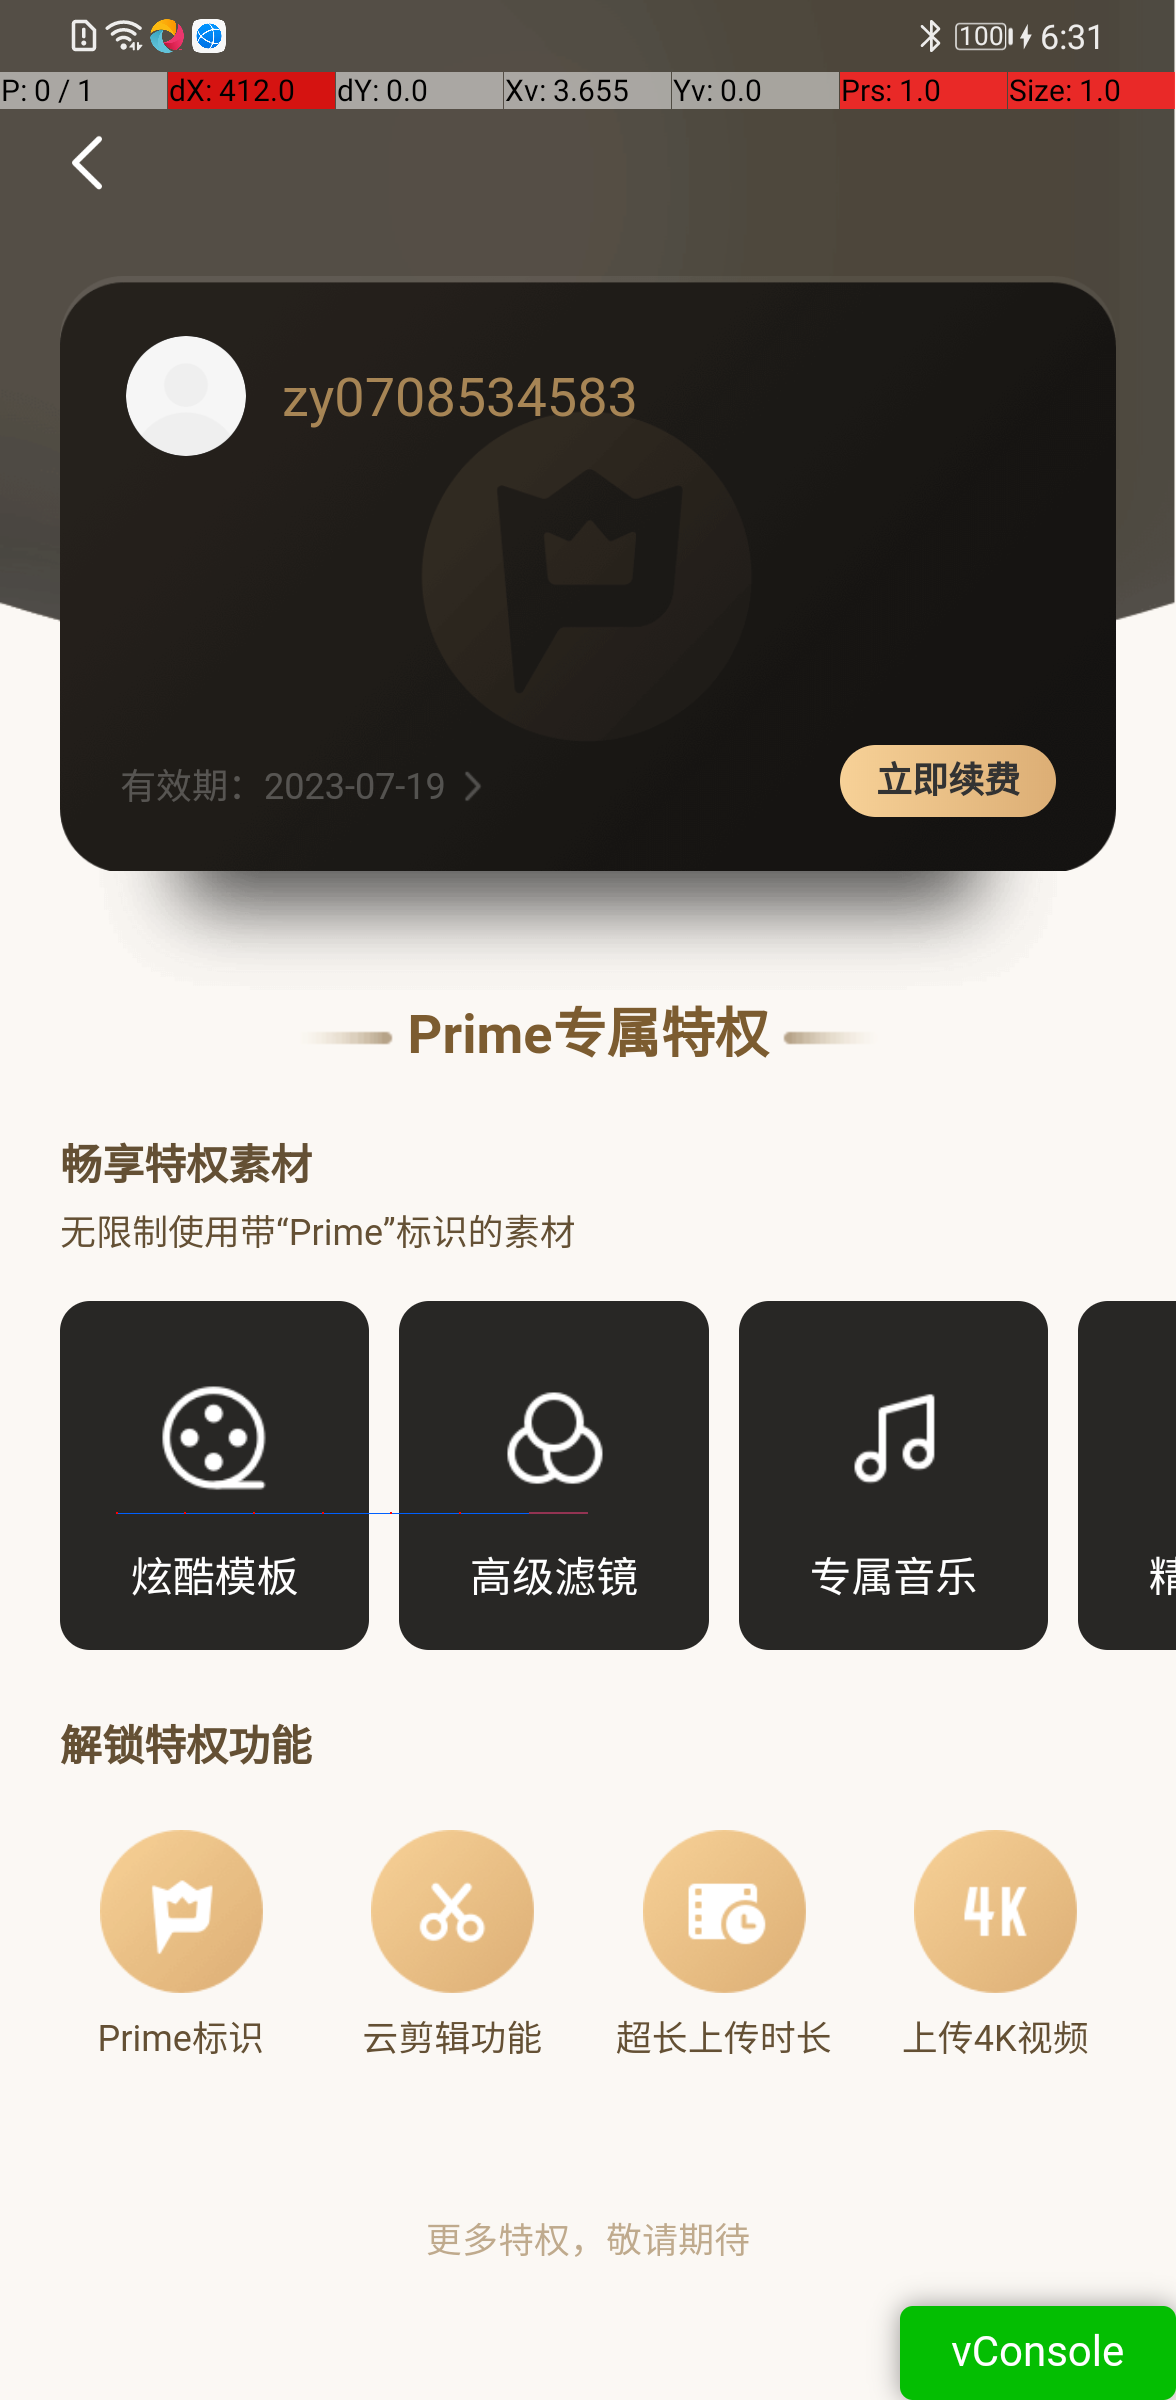 100 6:31
P: 0 / 1 dX: 412.0 dY: 0.0 Xv: 3.655 Yv: 0.0 Prs: 1.0 Size: 1.0
zy0708534583
有效期：2023-07-19
立即续费
Prime专属特权
畅享特权素材
无限制使用带“Prime”标识的素材
炫酷模板 高级滤镜 专属音乐 精
解锁特权功能
4K
Prime标识 云剪辑功能 超长上传时长 上传4K视频
更多特权，敬请期待
vConsole